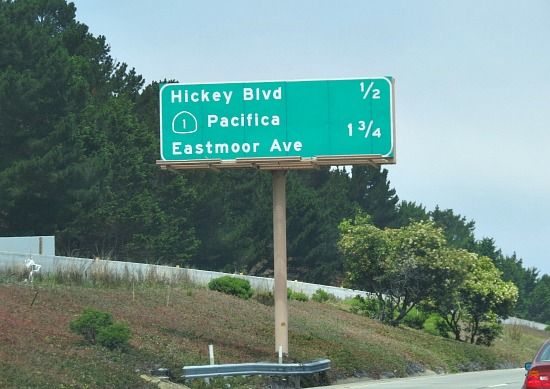 Hickey Blvd 1/2
1 Pacifica 1 3/4
Eastmoor Ave